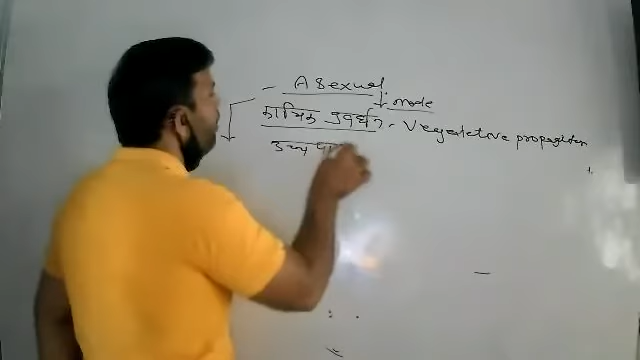 - Asexual.
mode
कायिक प्रवर्धन - Vegetative propagation